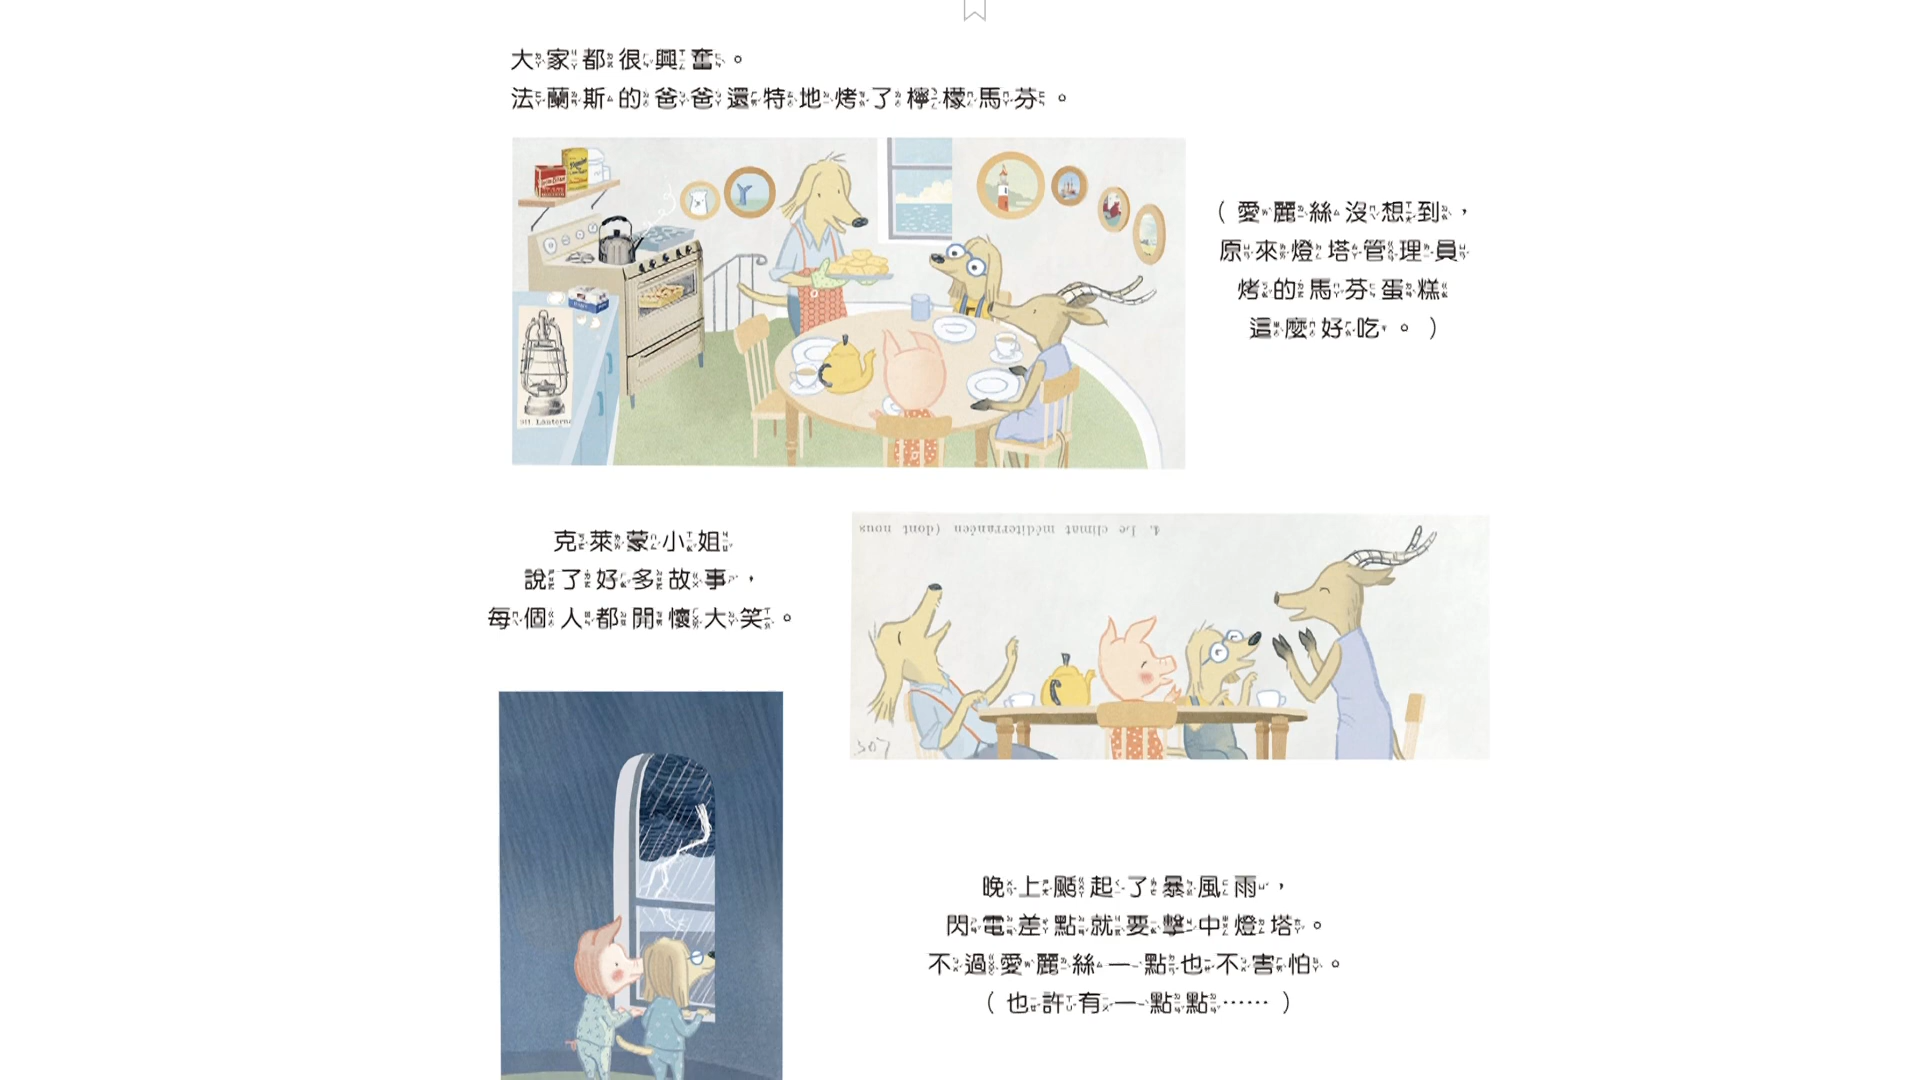 大家都很興奮。
法蘭斯的爸爸還特地烤了檸檬馬芬。
（愛麗絲沒想到，
原來燈塔管理員
烤的馬芬蛋糕
這麼好吃。）
911 Lantern
克萊蒙小姐
說了好多故事，
每個人都開懷大笑。
4. Le climat méditerranéen (dont nous
307
晚上颳起了暴風雨，
閃電差點就要擊中燈塔。
不過愛麗絲一點也不害怕。
（也許有一點點……）